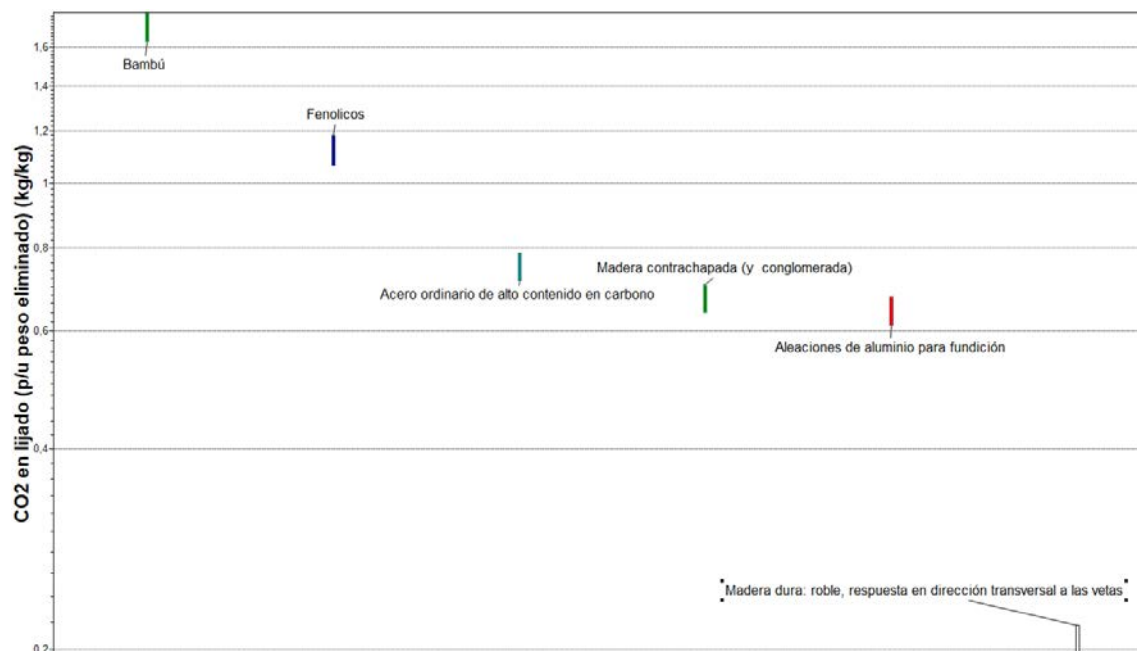 CO2 en lijado (p/u peso eliminado) (kg/kg)
1,6
Bambú
1,4
Fenolicos
1,2
1
0,8
Madera contrachapada (y conglomerada)
Acero ordinario de alto contenido en carbono
0,6
Aleaciones de aluminio para fundición
0,4
Madera dura: roble, respuesta en dirección transversal a las vetas
0,2